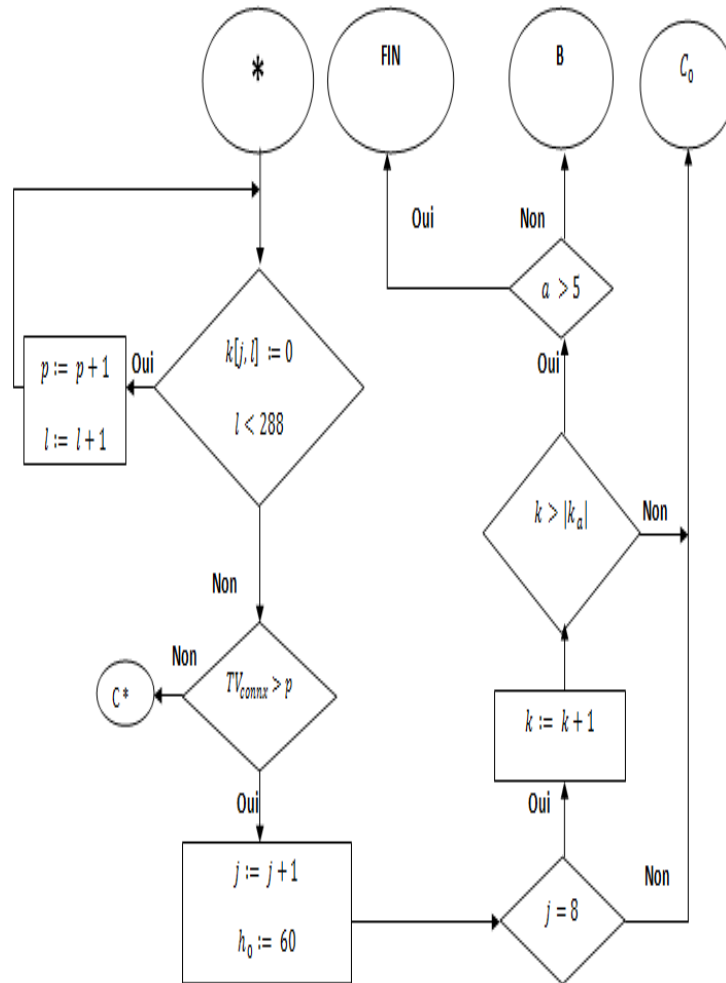 *
FIN
B
C₀
Oui
Non
a > 5
k[j, l] := 0
l < 288
Oui
p := p + 1
l := l + 1
Oui
k > |kₐ|
Non
Non
TV_connx > p
Non
C*
k := k + 1
Oui
Oui
j := j + 1
h₀ := 60
j = 8
Non